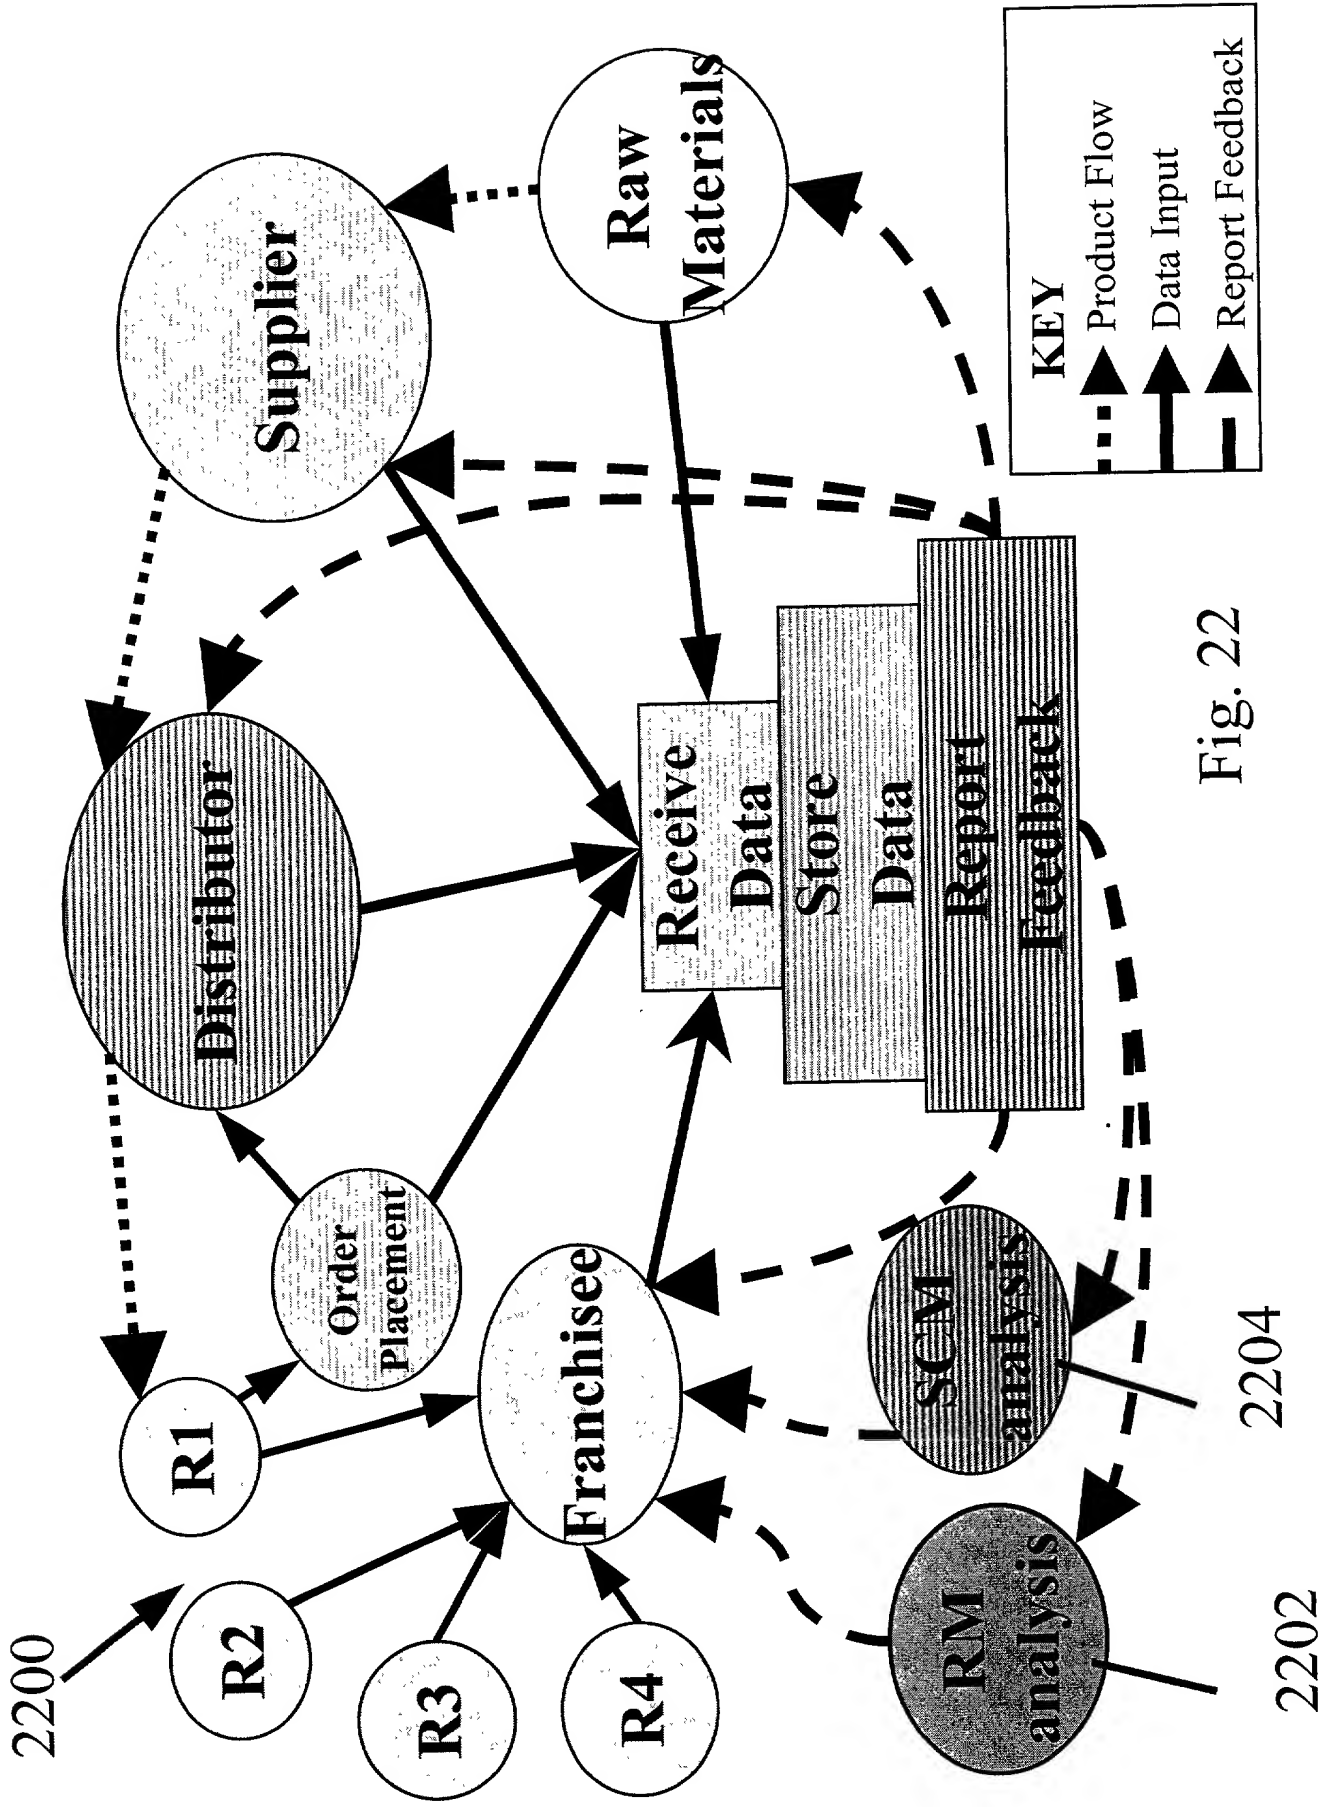 2200
R1
R2
R3
R4
Order
Placement
Distributor
Supplier
Franchisee
Raw
Materials
Receive
Data
Store
Data
Report
Feedback
RM
analysis
SCM
analysis
2202
2204
KEY
Product Flow
Data Input
Report Feedback
Fig. 22